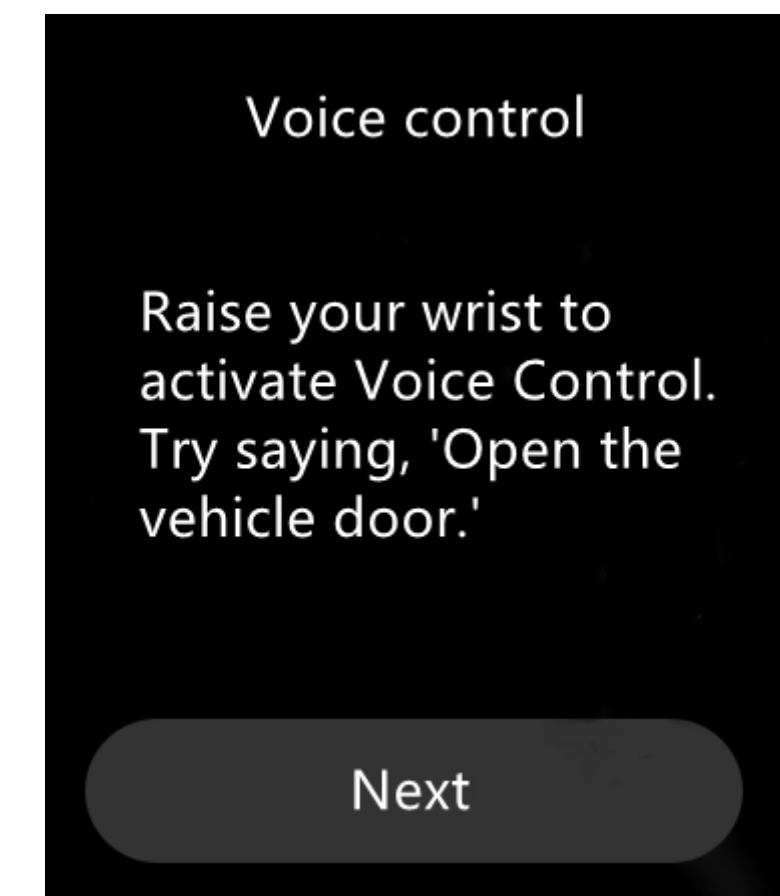 Voice control
Raise your wrist to
activate Voice Control.
Try saying, 'Open the
vehicle door.'
Next